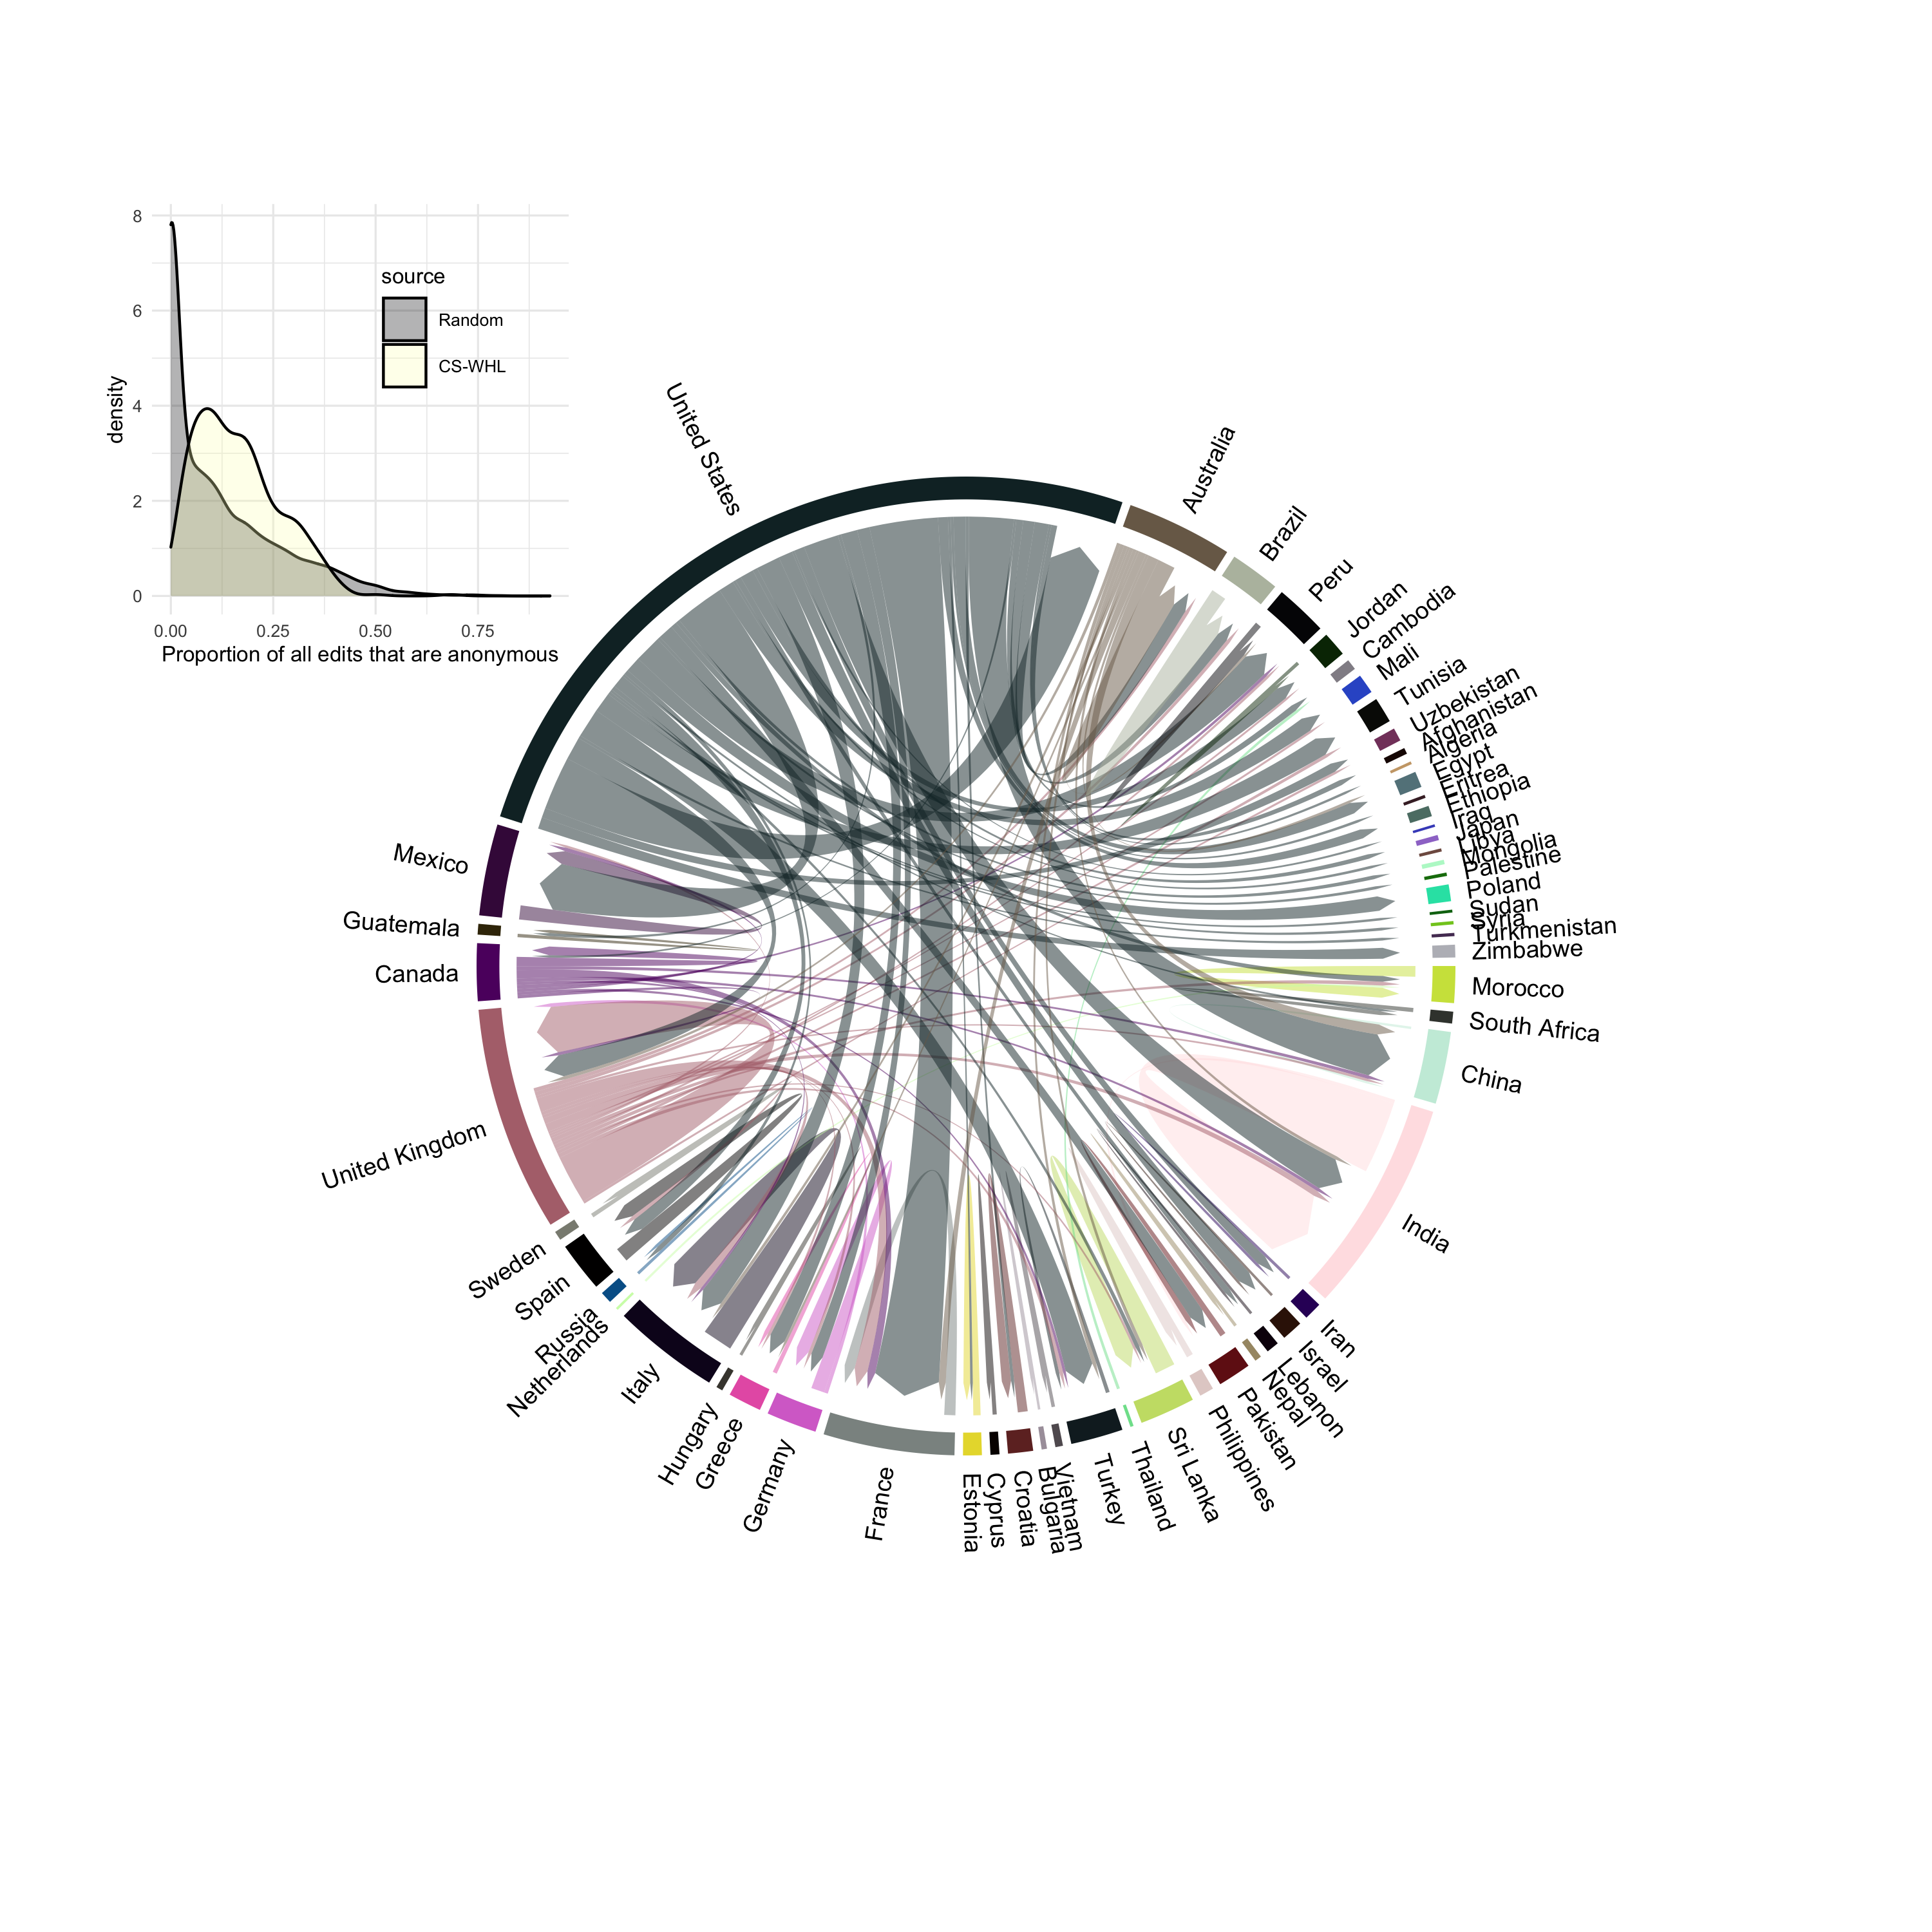 8
6
4
2
0
density
source
Random
CS-WHL
0.00 0.25 0.50 0.75
Proportion of all edits that are anonymous
United States
Australia
Brazil
Peru
Jordan
Cambodia
Mali
Tunisia
Uzbekistan
Afghanistan
Algeria
Egypt
Eritrea
Ethiopia
Iraq
Japan
Libya
Mongolia
Palestine
Poland
Sudan
Syria
Turkmenistan
Zimbabwe
Morocco
South Africa
China
India
Iran
Israel
Lebanon
Nepal
Pakistan
Philippines
Sri Lanka
Thailand
Turkey
Vietnam
Bulgaria
Croatia
Cyprus
Estonia
France
Germany
Greece
Hungary
Italy
Netherlands
Russia
Spain
Sweden
United Kingdom
Canada
Guatemala
Mexico